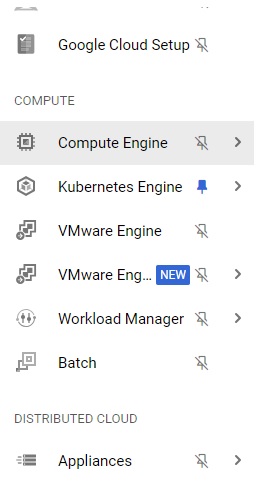 Google Cloud Setup
COMPUTE
Compute Engine
Kubernetes Engine
VMware Engine
VMware Eng... NEW
Workload Manager
Batch
DISTRIBUTED CLOUD
Appliances